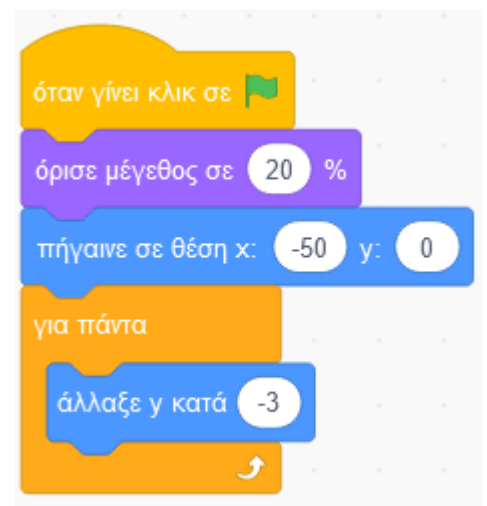 όταν γίνει κλικ σε
όρισε μέγεθος σε 20 %
πήγαινε σε θέση x: -50 y: 0
για πάντα
άλλαξε y κατά -3